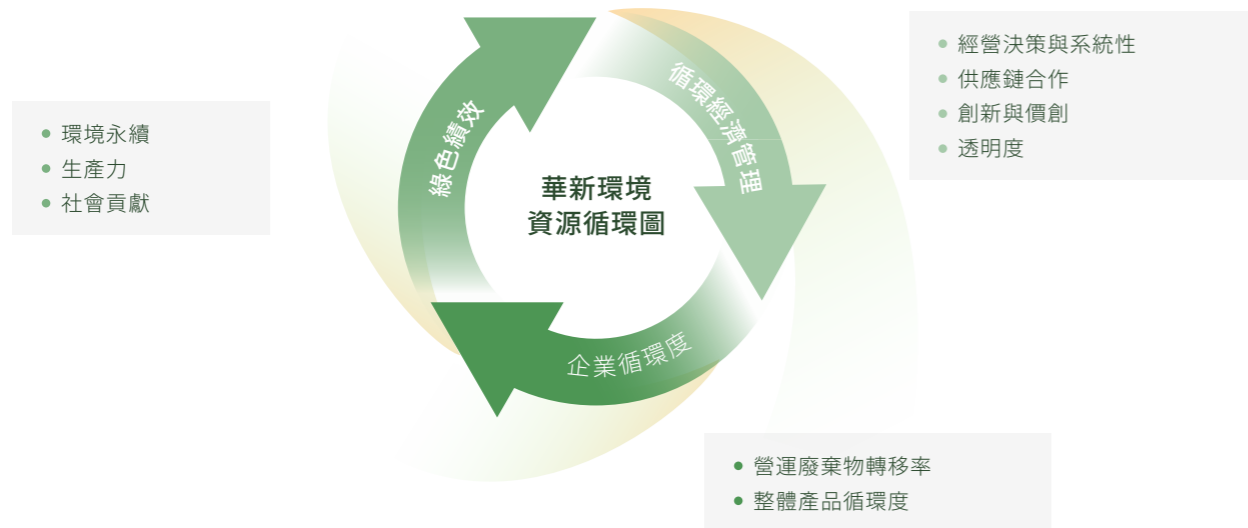 華新環境
資源循環圖
循環經濟管理
經營決策與系統性
供應鏈合作
創新與價創
透明度
企業循環度
營運廢棄物轉移率
整體產品循環度
綠色績效
環境永續
生產力
社會貢獻